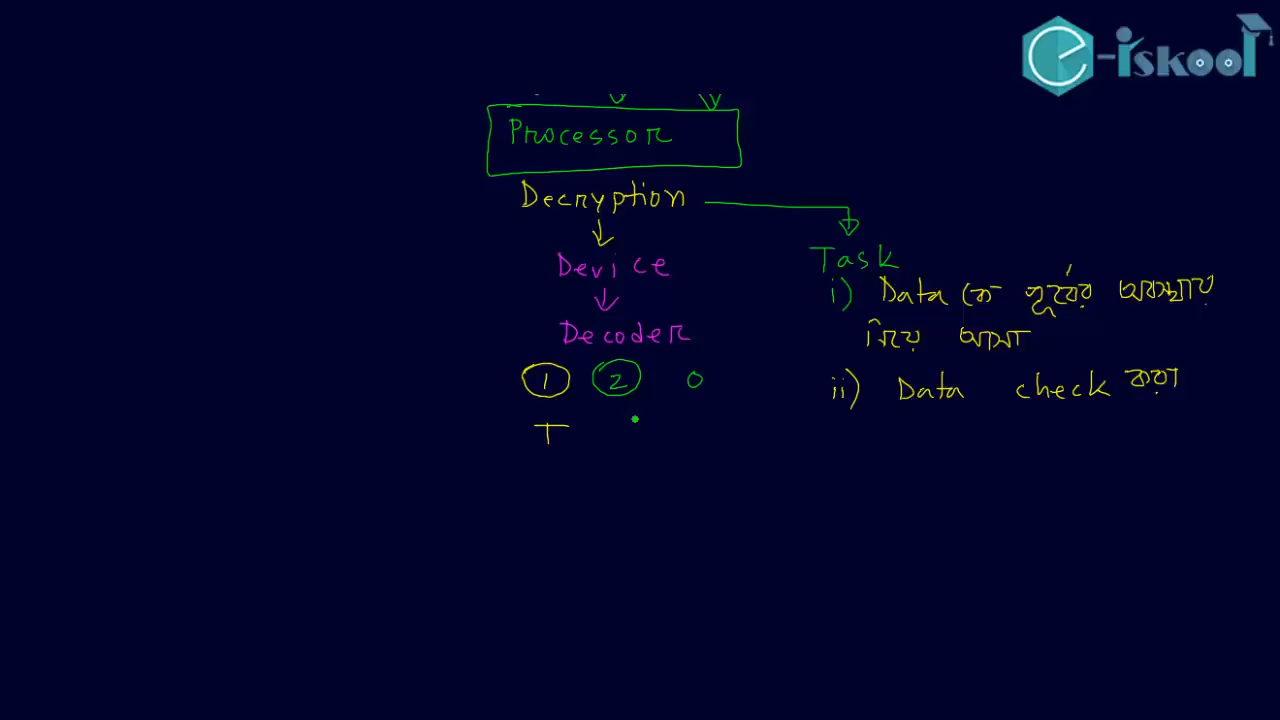 e-iskool
Processor
Decryption
Device
Task
i) Data কে পূর্বের অবস্থায়
নিয়ে আসা
Decoder
1 2 0
ii) Data check করা
T